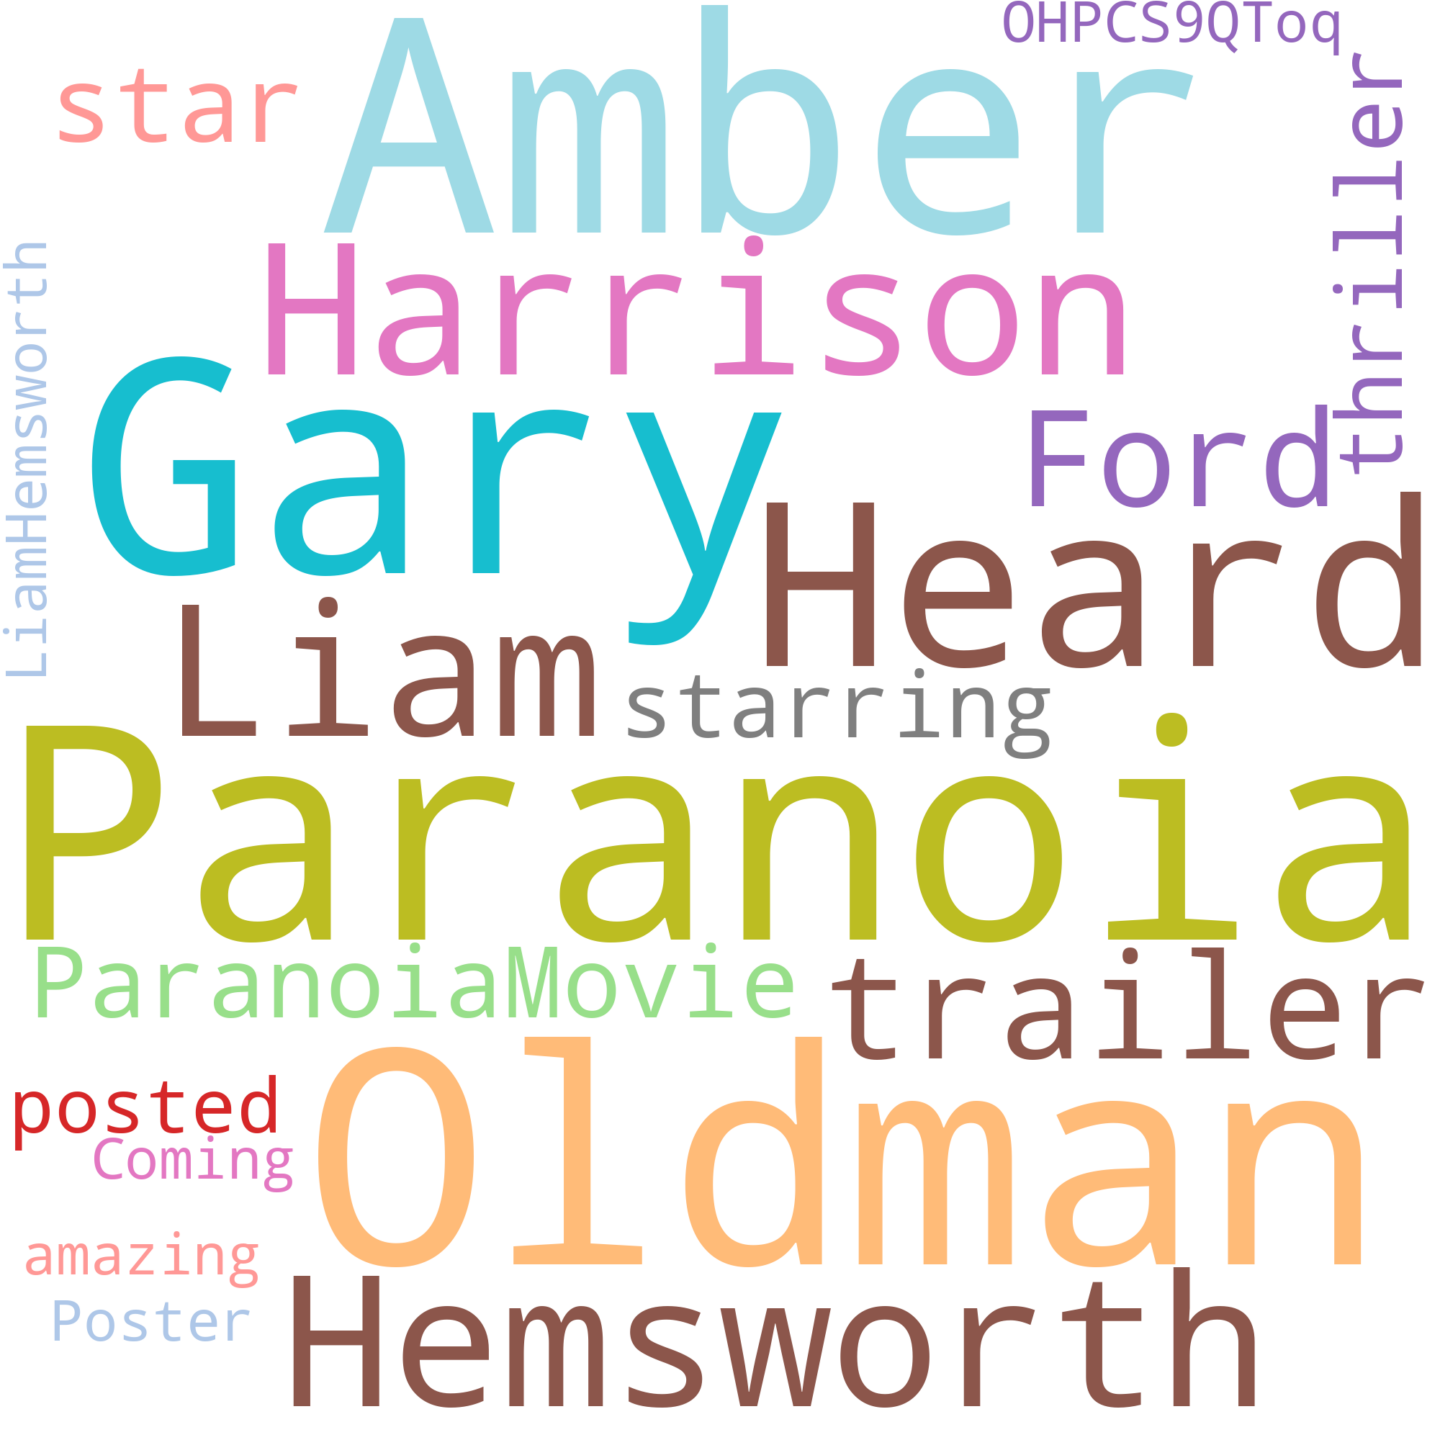 OHPCS9QToq
Amber
star
thriller
Harrison
LiamHemsworth
Gary
Ford
Heard
Liam
starring
Paranoia
ParanoiaMovie
trailer
Oldman
posted
Coming
amazing
Poster
Hemsworth